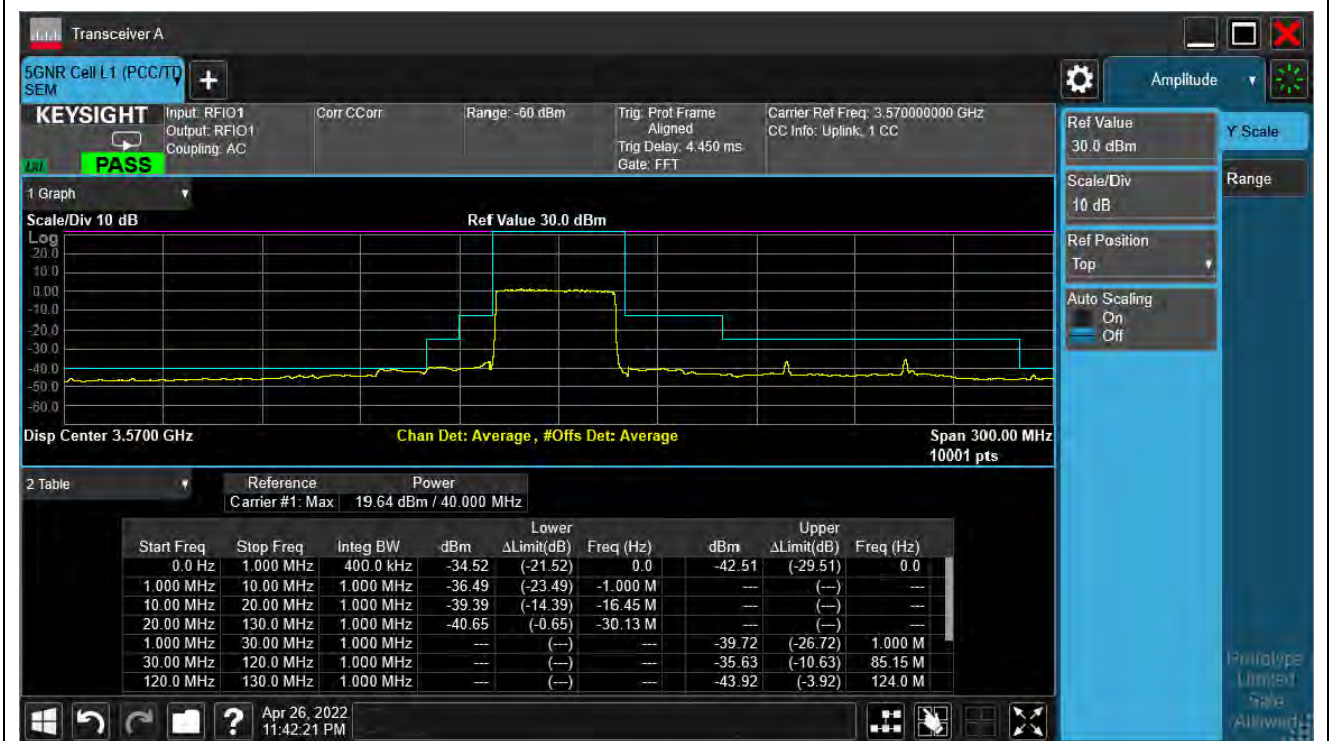 Transceiver A
5GNR Cell L1 (PCC/TD
SEM
+
Amplitude
KEYSIGHT
PASS
Input: RFIO1
Output: RFIO1
Coupling: AC
Corr CCorr
Range: -60 dBm
Trig: Prot Frame
Aligned
Trig Delay: 4.450 ms
Gate: FFT
Carrier Ref Freq: 3.570000000 GHz
CC Info: Uplink, 1 CC
Ref Value
30.0 dBm
Y Scale
Scale/Div
10 dB
Range
Ref Position
Top
Auto Scaling
On
Off
1 Graph
Scale/Div 10 dB Ref Value 30.0 dBm
Log
20.0
10.0
0.00
-10.0
-20.0
-30.0
-40.0
-50.0
-60.0
Disp Center 3.5700 GHz Chan Det: Average , #Offs Det: Average Span 300.00 MHz
10001 pts
2 Table
Reference Power
Carrier #1: Max 19.64 dBm / 40.000 MHz
Lower Upper
Start Freq Stop Freq Integ BW dBm ΔLimit(dB) Freq (Hz) dBm ΔLimit(dB) Freq (Hz)
0.0 Hz 1.000 MHz 400.0 kHz -34.52 (-21.52) 0.0 -42.51 (-29.51) 0.0
1.000 MHz 10.00 MHz 1.000 MHz -36.49 (-23.49) -1.000 M --- (---) ---
10.00 MHz 20.00 MHz 1.000 MHz -39.39 (-14.39) -16.45 M --- (---) ---
20.00 MHz 130.0 MHz 1.000 MHz -40.65 (-0.65) -30.13 M --- (---) ---
1.000 MHz 30.00 MHz 1.000 MHz --- (---) --- -39.72 (-26.72) 1.000 M
30.00 MHz 120.0 MHz 1.000 MHz --- (---) --- -35.63 (-10.63) 85.15 M
120.0 MHz 130.0 MHz 1.000 MHz --- (---) --- -43.92 (-3.92) 124.0 M
Prototype
Limited
Sale
Allowed
?
Apr 26, 2022
11:42:21 PM